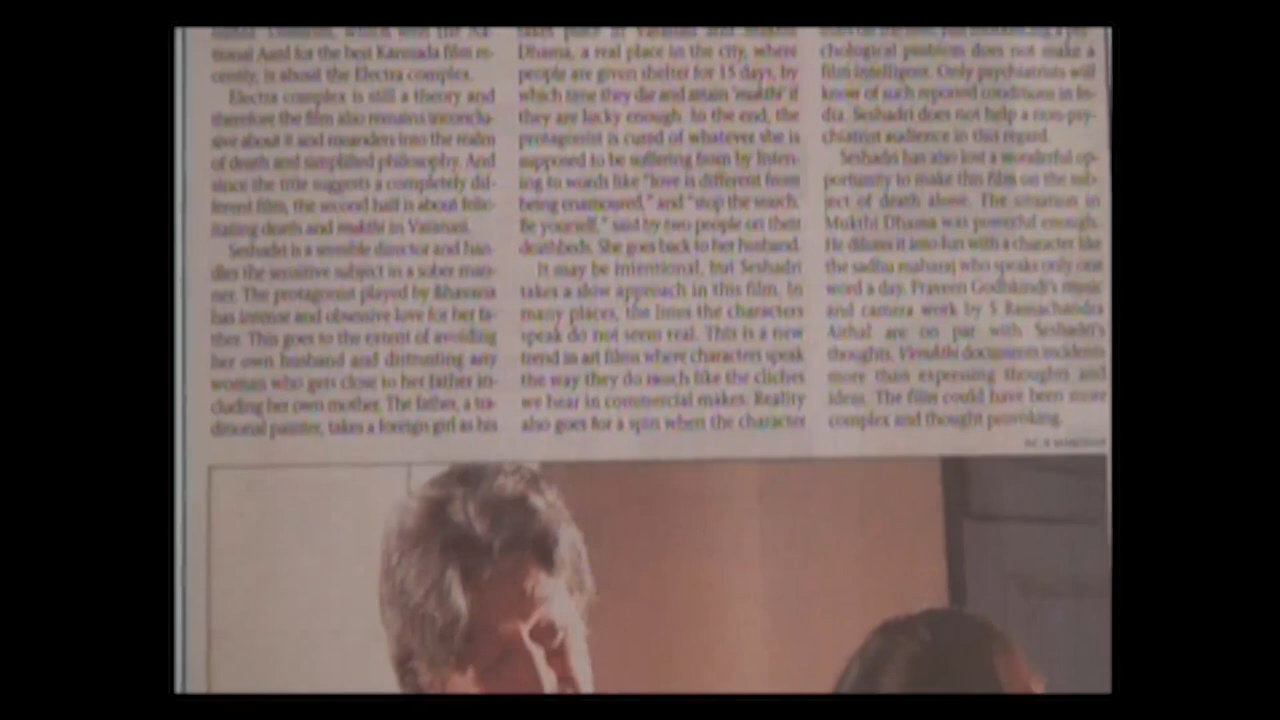 tional Aard for the best Kannada film re-
cently, is about the Electra complex.
Electra complex is still a theory and
therefore the film also remains inconclu-
sive about it and meanders into the realm
of death and simplified philosophy. And
since the title suggests a completely dif-
ferent film, the second half is about felic-
itating death and mukthi in Varanasi.
Seshadri is a sensible director and han-
dles the sensitive subject in a sober man-
ner. The protagonist played by Bhavana
has intense and obsessive love for her fa-
ther. This goes to the extent of avoiding
her own husband and distrusting any
woman who gets close to her father in-
cluding her own mother. The father, a tra-
ditional painter, takes a foreign girl as his
takes place in Varanasi and Mukthi
Dhama, a real place in the city, where
people are given shelter for 15 days, by
which time they die and attain 'mukthi' if
they are lucky enough. In the end, the
protagonist is cured of whatever she is
supposed to be suffering from by listen-
ing to words like "love is different from
being enamoured," and "stop the search.
Be yourself," said by two people on their
deathbeds. She goes back to her husband.
It may be intentional, but Seshadri
takes a slow approach in this film. In
many places, the lines the characters
speak do not seem real. This is a new
trend in art films where characters speak
the way they do much like the cliches
we hear in commercial makes. Reality
also goes for a spin when the character
chological problem does not make a
film intelligent. Only psychiatrists will
know of such reported conditions in In-
dia. Seshadri does not help a non-psy-
chiatrist audience in this regard.
Seshadri has also lost a wonderful op-
portunity to make this film on the sub-
ject of death alone. The situation in
Mukthi Dhama was powerful enough.
He dilutes it into fun with a character like
the sadhu maharaj who speaks only one
word a day. Praveen Godhkindi's music
and camera work by S Ramachandra
Aithal are on par with Seshadri's
thoughts. Vimukthi documents incidents
more than expressing thoughts and
ideas. The film could have been more
complex and thought provoking.